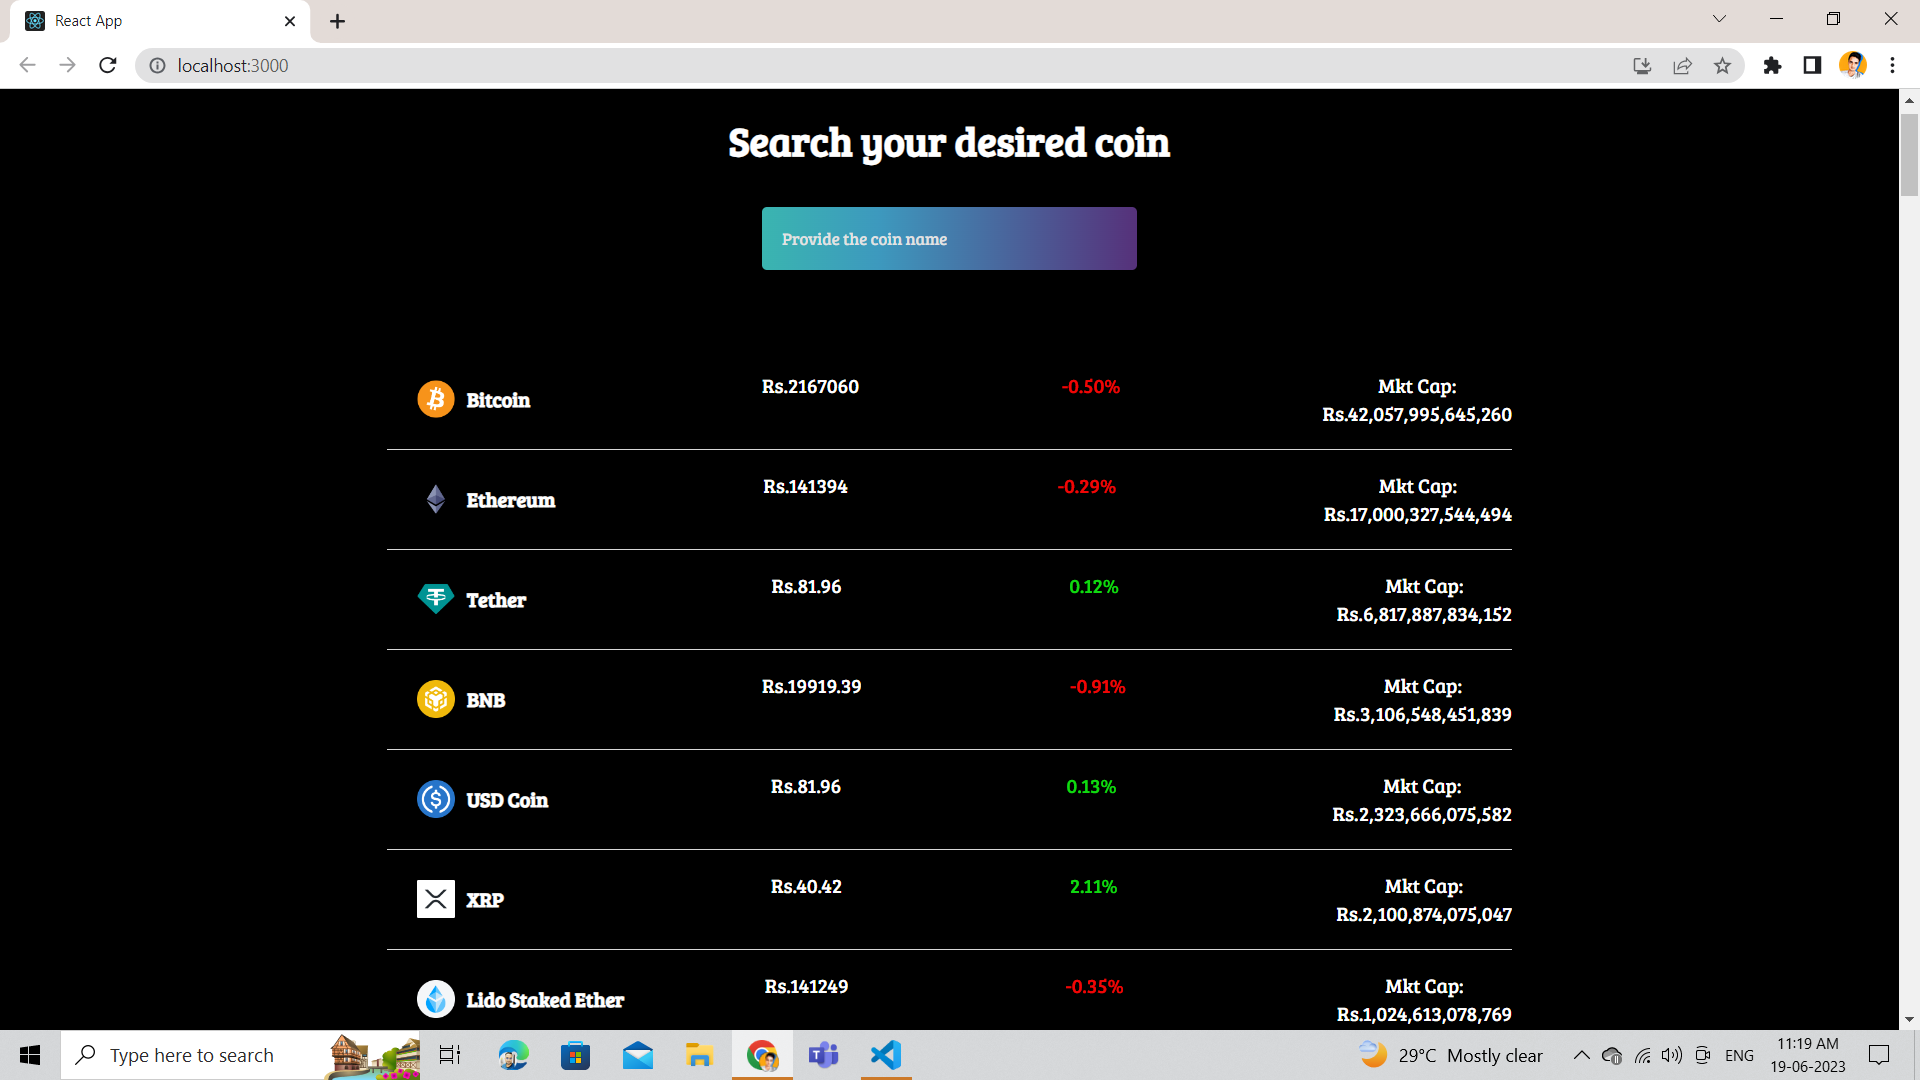 React App
localhost:3000
Search your desired coin
Provide the coin name
Bitcoin
Rs.2167060
-0.50%
Mkt Cap:
Rs.42,057,995,645,260
Ethereum
Rs.141394
-0.29%
Mkt Cap:
Rs.17,000,327,544,494
Tether
Rs.81.96
0.12%
Mkt Cap:
Rs.6,817,887,834,152
BNB
Rs.19919.39
-0.91%
Mkt Cap:
Rs.3,106,548,451,839
USD Coin
Rs.81.96
0.13%
Mkt Cap:
Rs.2,323,666,075,582
XRP
Rs.40.42
2.11%
Mkt Cap:
Rs.2,100,874,075,047
Lido Staked Ether
Rs.141249
-0.35%
Mkt Cap:
Rs.1,024,613,078,769
Type here to search
29°C Mostly clear
ENG
11:19 AM
19-06-2023